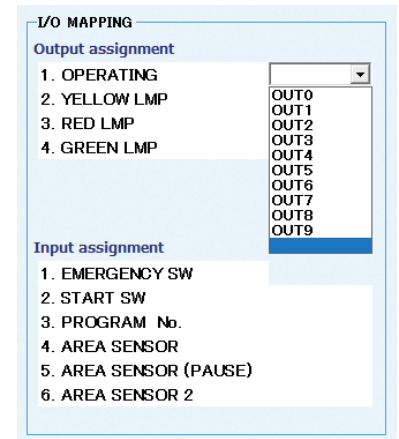 I/O MAPPING
Output assignment
1. OPERATING
2. YELLOW LMP
3. RED LMP
4. GREEN LMP
OUT0
OUT1
OUT2
OUT3
OUT4
OUT5
OUT6
OUT7
OUT8
OUT9
Input assignment
1. EMERGENCY SW
2. START SW
3. PROGRAM No.
4. AREA SENSOR
5. AREA SENSOR (PAUSE)
6. AREA SENSOR 2